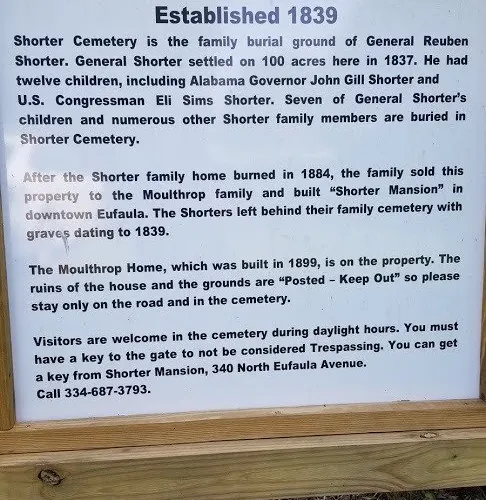 Established 1839
Shorter Cemetery is the family burial ground of General Reuben
Shorter. General Shorter settled on 100 acres here in 1837. He had
twelve children, including Alabama Governor John Gill Shorter and
U.S. Congressman Eli Sims Shorter. Seven of General Shorter's
children and numerous other Shorter family members are buried in
Shorter Cemetery.
After the Shorter family home burned in 1884, the family sold this
property to the Moulthrop family and built “Shorter Mansion” in
downtown Eufaula. The Shorters left behind their family cemetery with
graves dating to 1839.
The Moulthrop Home, which was built in 1899, is on the property. The
ruins of the house and the grounds are “Posted – Keep Out” so please
stay only on the road and in the cemetery.
Visitors are welcome in the cemetery during daylight hours. You must
have a key to the gate to not be considered Trespassing. You can get
a key from Shorter Mansion, 340 North Eufaula Avenue.
Call 334-687-3793.